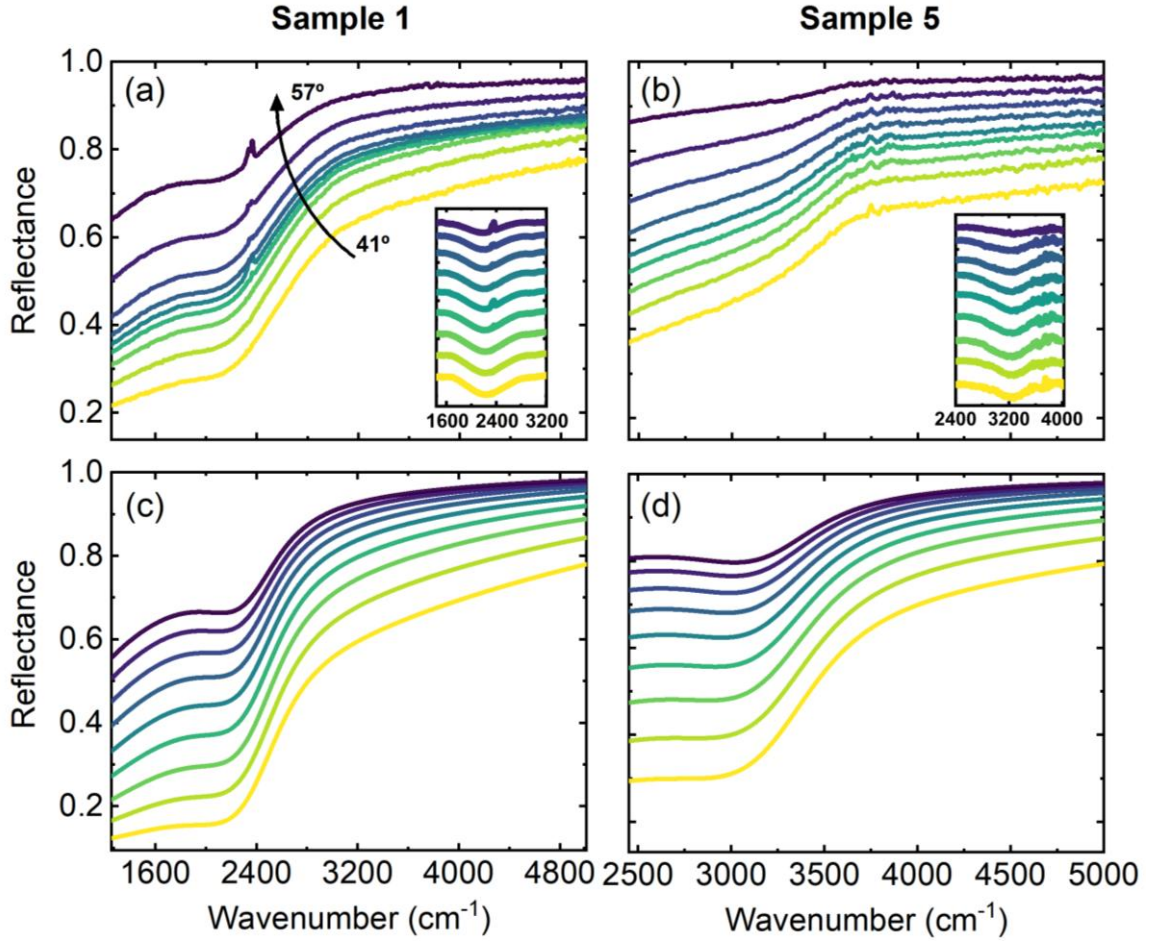 Sample 1 Sample 5
1.0 (a) 57º (b)
0.8
0.6 41º
0.4
0.2 1600 2400 3200 2400 3200 4000
Reflectance
1.0 (c) (d)
0.8
0.6
0.4
0.2
Reflectance
1600 2400 3200 4000 4800 2500 3000 3500 4000 4500 5000
Wavenumber (cm-1) Wavenumber (cm-1)